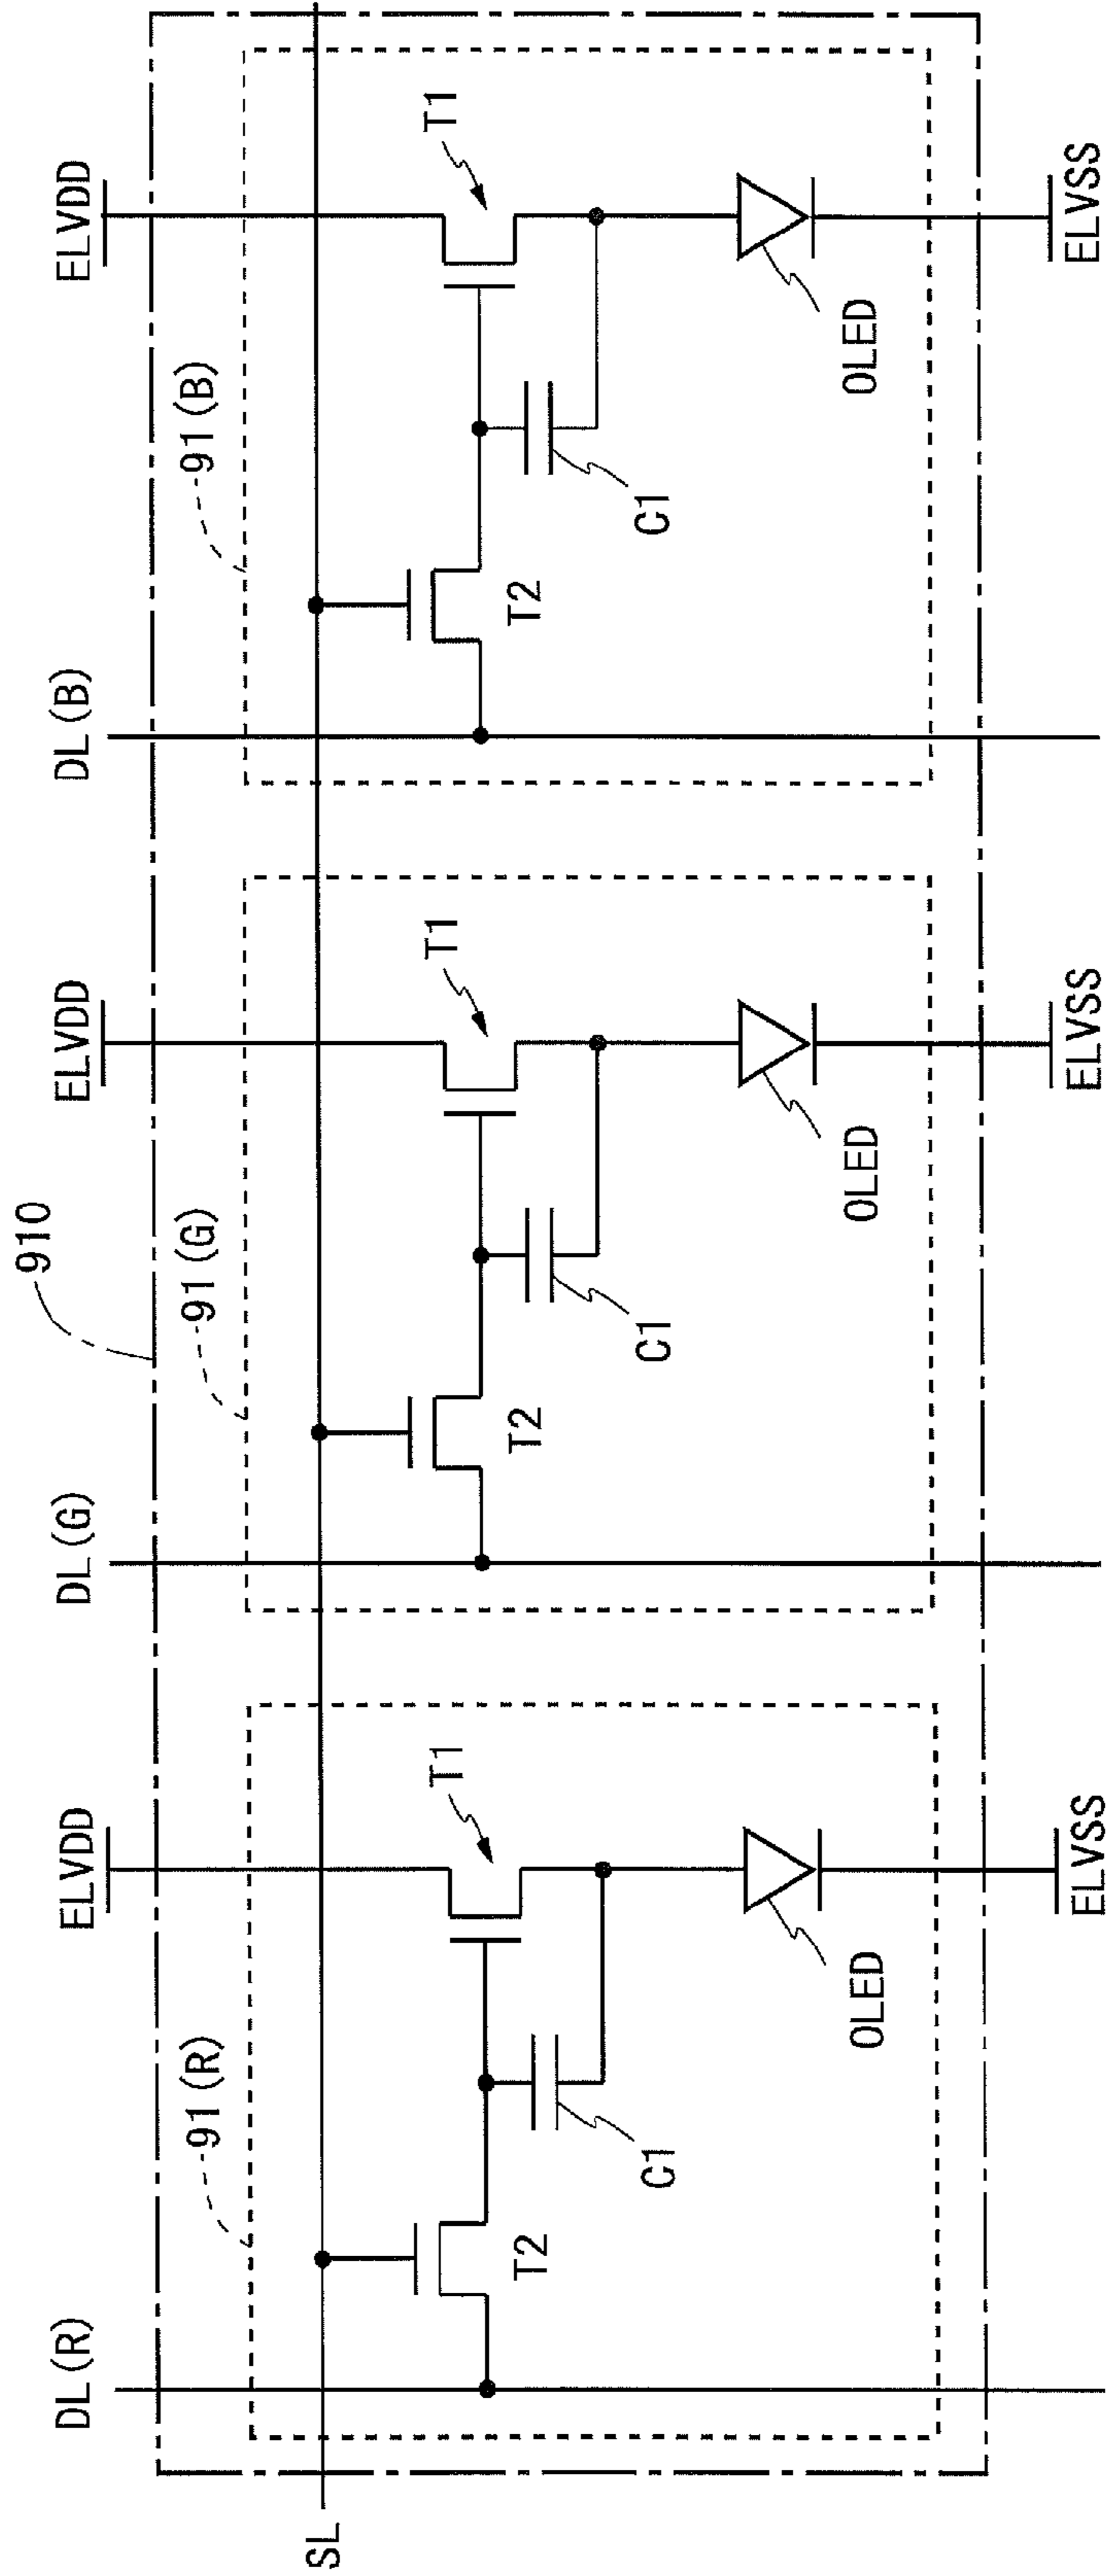 910
DL(R)
ELVDD
DL(G)
ELVDD
DL(B)
ELVDD
91(R)
91(G)
91(B)
SL
T1
T1
T1
T2
T2
T2
C1
C1
C1
OLED
OLED
OLED
ELVSS
ELVSS
ELVSS